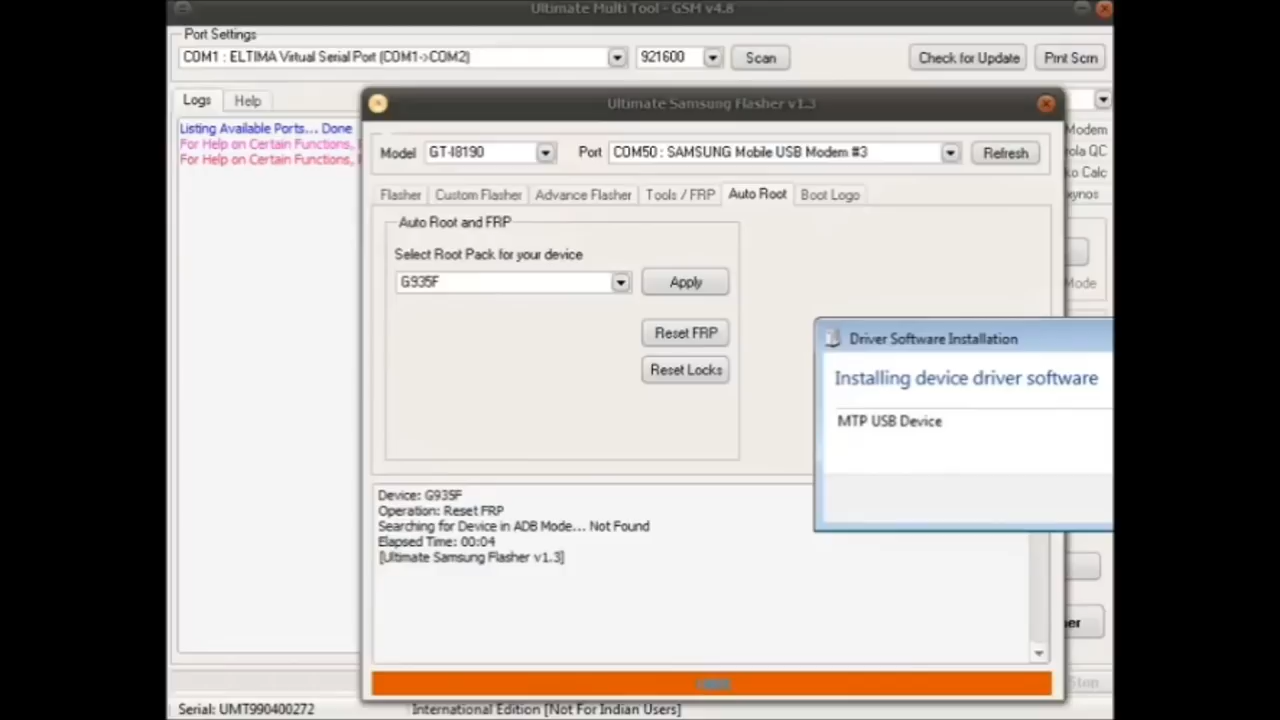 Ultimate Multi Tool - GSM v4.8
Port Settings
COM1 : ELTIMA Virtual Serial Port (COM1->COM2)
921600
Scan
Check for Update
Prnt Scrn
Logs
Help
Listing Available Ports... Done
For Help on Certain Functions,
For Help on Certain Functions,
Ultimate Samsung Flasher v1.3
Model
GT-I8190
Port
COM50 : SAMSUNG Mobile USB Modem #3
Refresh
Flasher
Custom Flasher
Advance Flasher
Tools / FRP
Auto Root
Boot Logo
Auto Root and FRP
Select Root Pack for your device
G935F
Apply
Reset FRP
Reset Locks
Modem
ola QC
o Calc
ynos
Mode
Driver Software Installation
Installing device driver software
MTP USB Device
Device: G935F
Operation: Reset FRP
Searching for Device in ADB Mode... Not Found
Elapsed Time: 00:04
[Ultimate Samsung Flasher v1.3]
er
Stop
Serial: UMT990400272
International Edition [Not For Indian Users]